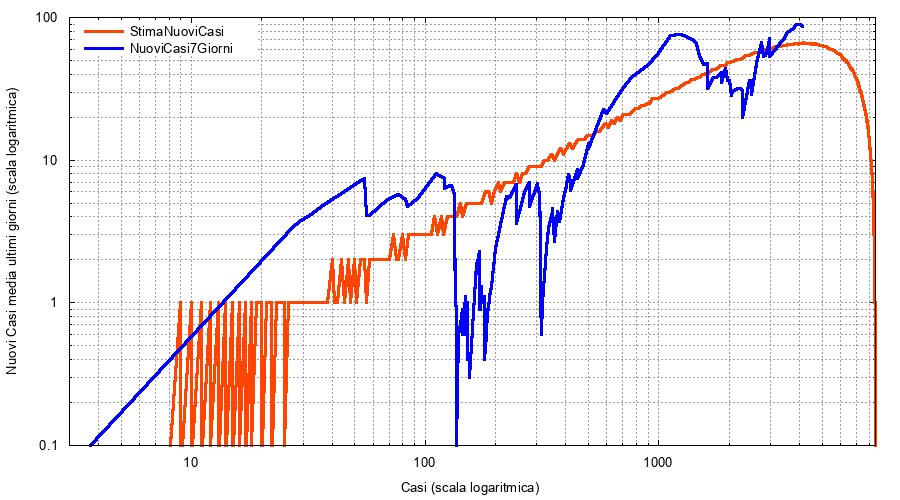 100
StimaNuoviCasi
NuoviCasi7Giorni
10
1
0.1
10
100
1000
Nuovi Casi media ultimi giorni (scala logaritmica)
Casi (scala logaritmica)